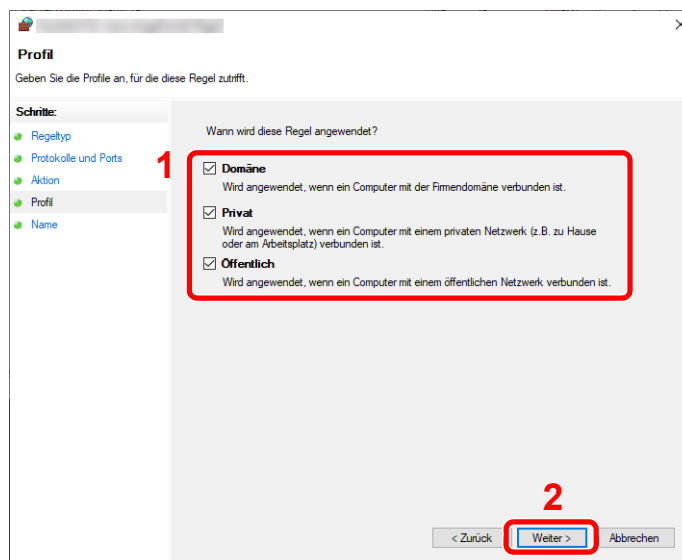 Profil
Geben Sie die Profile an, für die diese Regel zutrifft.
Schritte:
Regeltyp
Protokolle und Ports
Aktion
Profil
Name
Wann wird diese Regel angewendet?
1
Domäne
Wird angewendet, wenn ein Computer mit der Firmendomäne verbunden ist.
Privat
Wird angewendet, wenn ein Computer mit einem privaten Netzwerk (z.B. zu Hause
oder am Arbeitsplatz) verbunden ist.
Öffentlich
Wird angewendet, wenn ein Computer mit einem öffentlichen Netzwerk verbunden ist.
2
< Zurück
Weiter >
Abbrechen